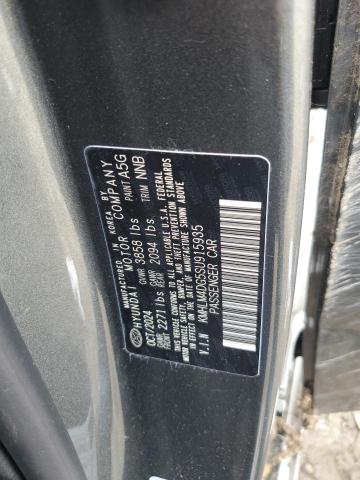 MFD. IN KOREA BY
HYUNDAI MOTOR COMPANY
OCT/2024 GVWR 3858 lbs PAINT A5G
GAWR FRONT 2271 lbs GAWR REAR 2094 lbs. TRIM NNB
THIS VEHICLE CONFORMS TO ALL APPLICABLE U.S.A. FEDERAL
MOTOR VEHICLE SAFETY, BUMPER, AND THEFT PREVENTION
STANDARDS IN EFFECT ON THE DATE OF MANUFACTURE SHOWN ABOVE
V.I.N KMHLM4DG5SU915935
PASSENGER CAR